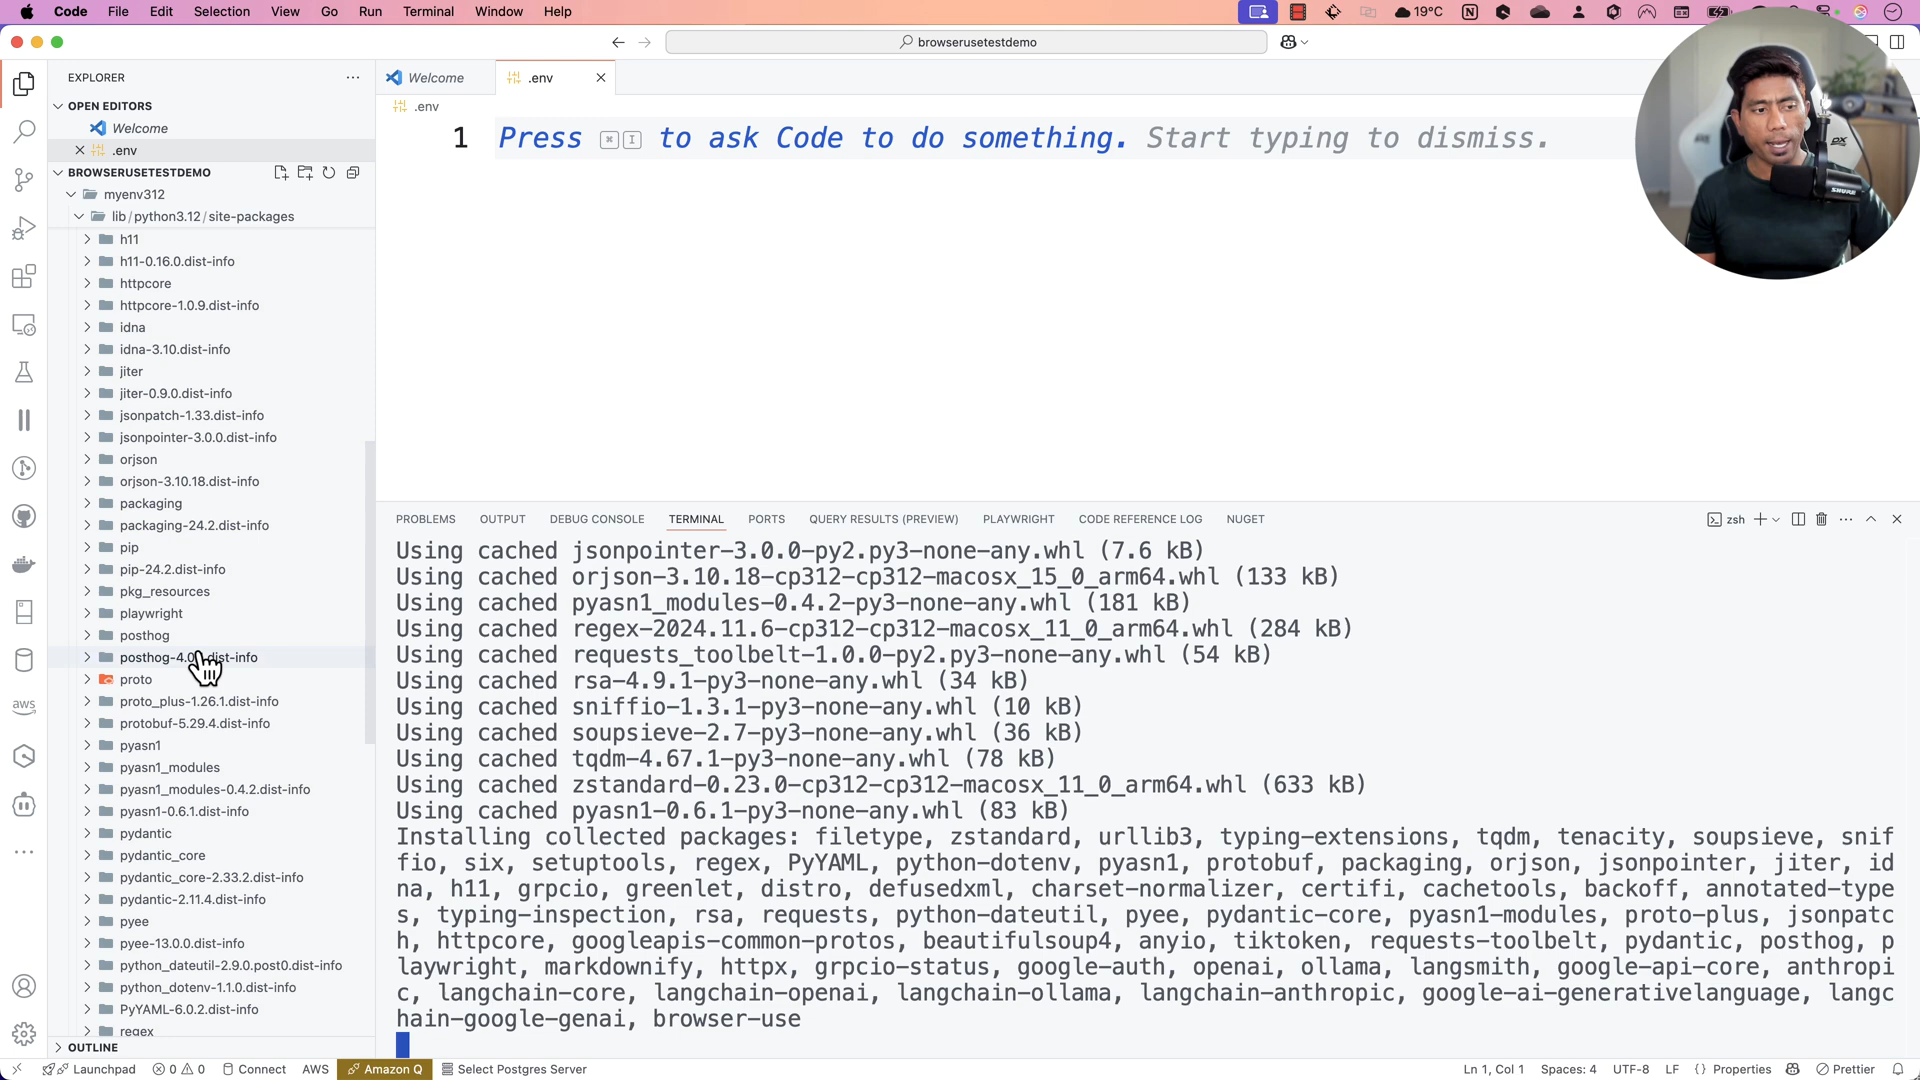 Code File Edit Selection View Go Run Terminal Window Help
19°C
browserusetestdemo
EXPLORER
Welcome
.env
OPEN EDITORS
Welcome
.env
BROWSERUSETESTDEMO
myenv312
lib/python3.12/site-packages
h11
h11-0.16.0.dist-info
httpcore
httpcore-1.0.9.dist-info
idna
idna-3.10.dist-info
jiter
jiter-0.9.0.dist-info
jsonpatch-1.33.dist-info
jsonpointer-3.0.0.dist-info
orjson
orjson-3.10.18.dist-info
packaging
packaging-24.2.dist-info
pip
pip-24.2.dist-info
pkg_resources
playwright
posthog
proto
proto_plus-1.26.1.dist-info
protobuf-5.29.4.dist-info
pyasn1
pyasn1_modules
pyasn1_modules-0.4.2.dist-info
pyasn1-0.6.1.dist-info
pydantic
pydantic_core
pydantic_core-2.33.2.dist-info
pydantic-2.11.4.dist-info
pyee
pyee-13.0.0.dist-info
python_dateutil-2.9.0.post0.dist-info
python_dotenv-1.1.0.dist-info
PyYAML-6.0.2.dist-info
regex
OUTLINE
aws
.env
1 Press ⌘ I to ask Code to do something. Start typing to dismiss.
SHURE
PROBLEMS OUTPUT DEBUG CONSOLE TERMINAL PORTS QUERY RESULTS (PREVIEW) PLAYWRIGHT CODE REFERENCE LOG NUGET
zsh
Using cached jsonpointer-3.0.0-py2.py3-none-any.whl (7.6 kB)
Using cached orjson-3.10.18-cp312-cp312-macosx_15_0_arm64.whl (133 kB)
Using cached pyasn1_modules-0.4.2-py3-none-any.whl (181 kB)
Using cached regex-2024.11.6-cp312-cp312-macosx_11_0_arm64.whl (284 kB)
Using cached requests_toolbelt-1.0.0-py2.py3-none-any.whl (54 kB)
Using cached rsa-4.9.1-py3-none-any.whl (34 kB)
Using cached sniffio-1.3.1-py3-none-any.whl (10 kB)
Using cached soupsieve-2.7-py3-none-any.whl (36 kB)
Using cached tqdm-4.67.1-py3-none-any.whl (78 kB)
Using cached zstandard-0.23.0-cp312-cp312-macosx_11_0_arm64.whl (633 kB)
Using cached pyasn1-0.6.1-py3-none-any.whl (83 kB)
Installing collected packages: filetype, zstandard, urllib3, typing-extensions, tqdm, tenacity, soupsieve, snif
fio, six, setuptools, regex, PyYAML, python-dotenv, pyasn1, protobuf, packaging, orjson, jsonpointer, jiter, id
na, h11, grpcio, greenlet, distro, defusedxml, charset-normalizer, certifi, cachetools, backoff, annotated-type
s, typing-inspection, rsa, requests, python-dateutil, pyee, pydantic-core, pyasn1-modules, proto-plus, jsonpatc
h, httpcore, googleapis-common-protos, beautifulsoup4, anyio, tiktoken, requests-toolbelt, pydantic, posthog, p
laywright, markdownify, httpx, grpcio-status, google-auth, openai, ollama, langsmith, google-api-core, anthropi
c, langchain-core, langchain-openai, langchain-ollama, langchain-anthropic, google-ai-generativelanguage, langc
hain-google-genai, browser-use
Launchpad 0 0 Connect AWS Amazon Q Select Postgres Server
Ln 1, Col 1 Spaces: 4 UTF-8 LF {} Properties Prettier